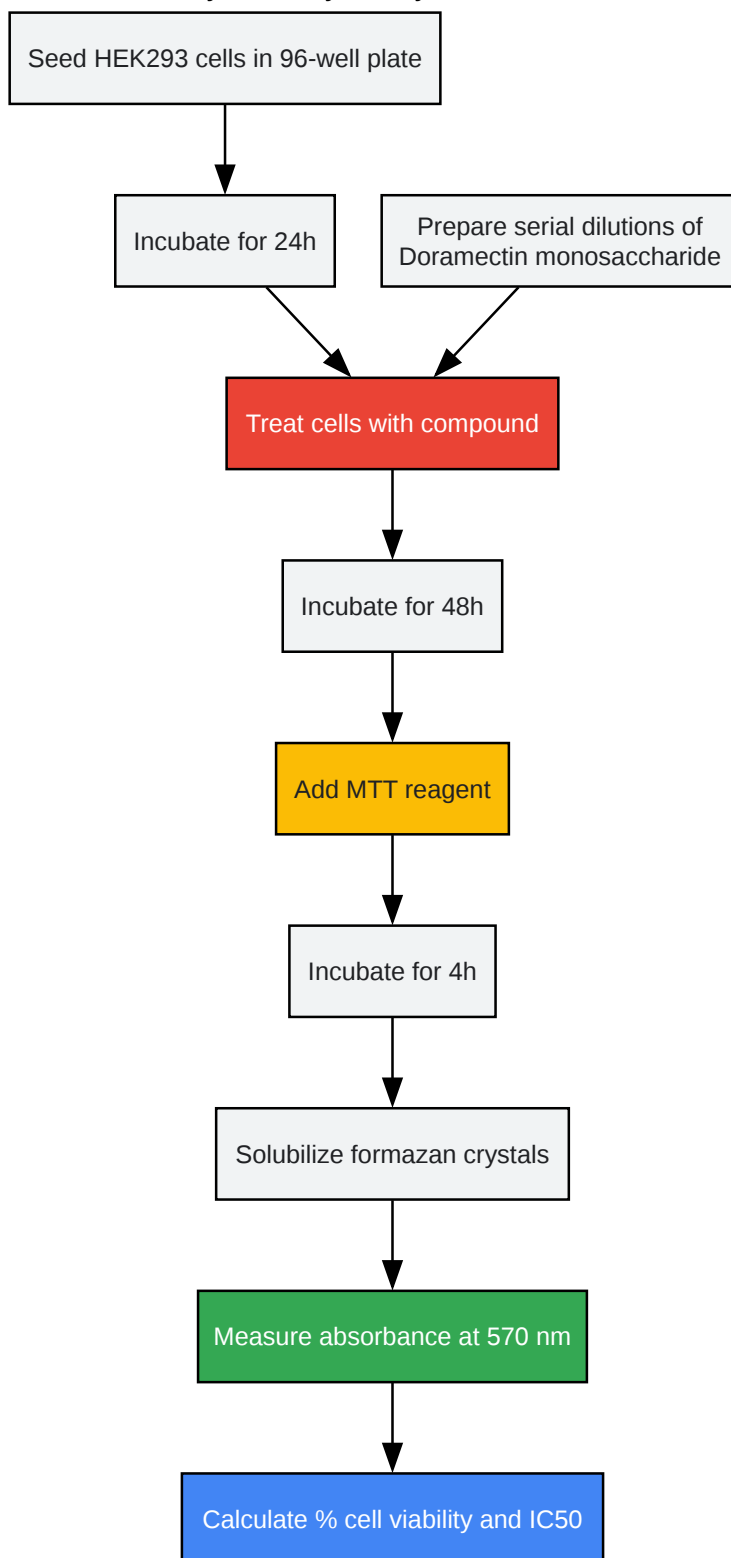 Seed HEK293 cells in 96-well plate
Incubate for 24h
Prepare serial dilutions of
Doramectin monosaccharide
Treat cells with compound
Incubate for 48h
Add MTT reagent
Incubate for 4h
Solubilize formazan crystals
Measure absorbance at 570 nm
Calculate % cell viability and IC50